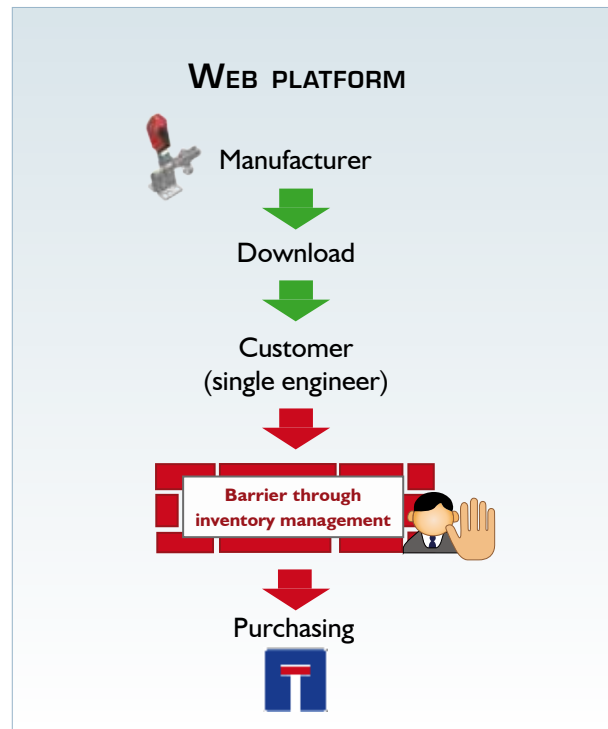 WEB PLATFORM
Manufacturer
Download
Customer
(single engineer)
Barrier through
inventory management
Purchasing